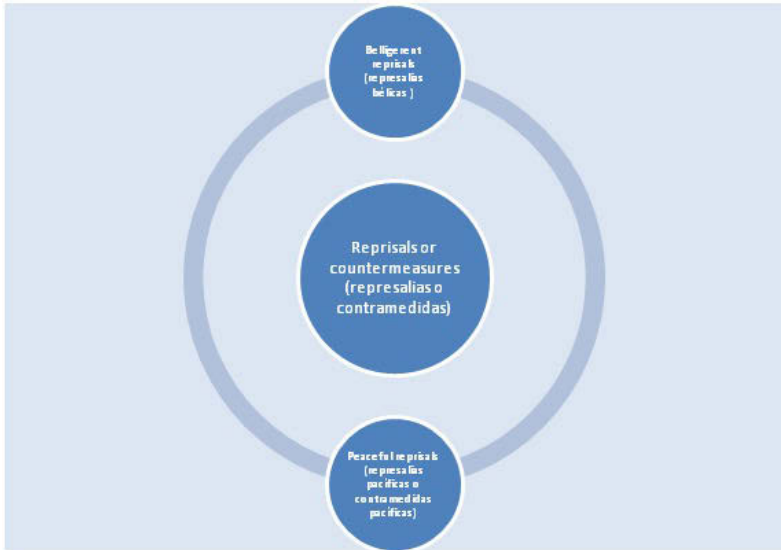 Belligerent
reprisals
(represalias
bélicas )
Reprisals or
countermeasures
(represalias o
contramedidas)
Peaceful reprisals
(represalias
pacíficas o
contramedidas
pacíficas)